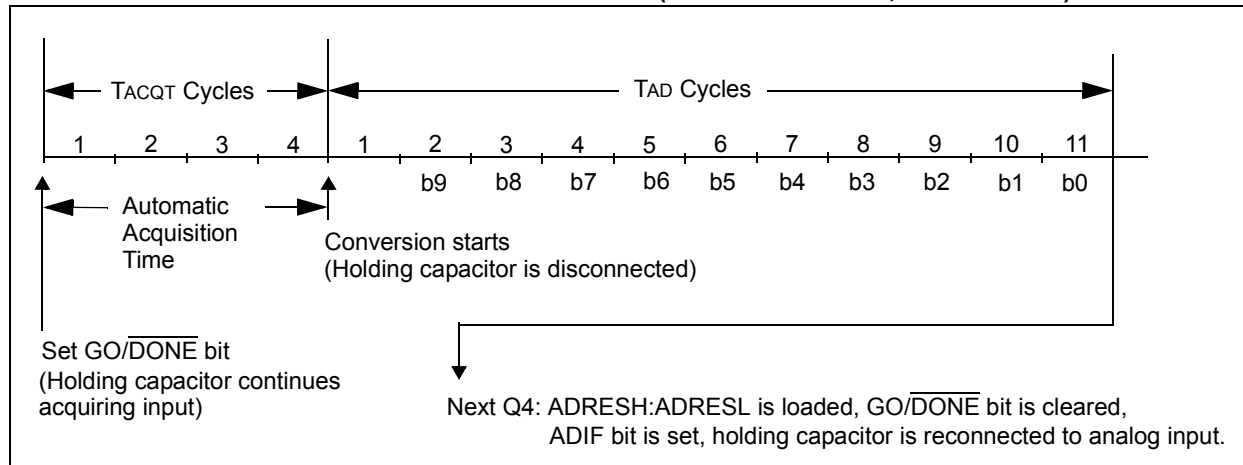 TACQT Cycles
TAD Cycles
1 2 3 4 1 2 3 4 5 6 7 8 9 10 11
b9 b8 b7 b6 b5 b4 b3 b2 b1 b0
Automatic
Acquisition
Time
Conversion starts
(Holding capacitor is disconnected)
Set GO/DONE bit
(Holding capacitor continues
acquiring input)
Next Q4: ADRESH:ADRESL is loaded, GO/DONE bit is cleared,
ADIF bit is set, holding capacitor is reconnected to analog input.